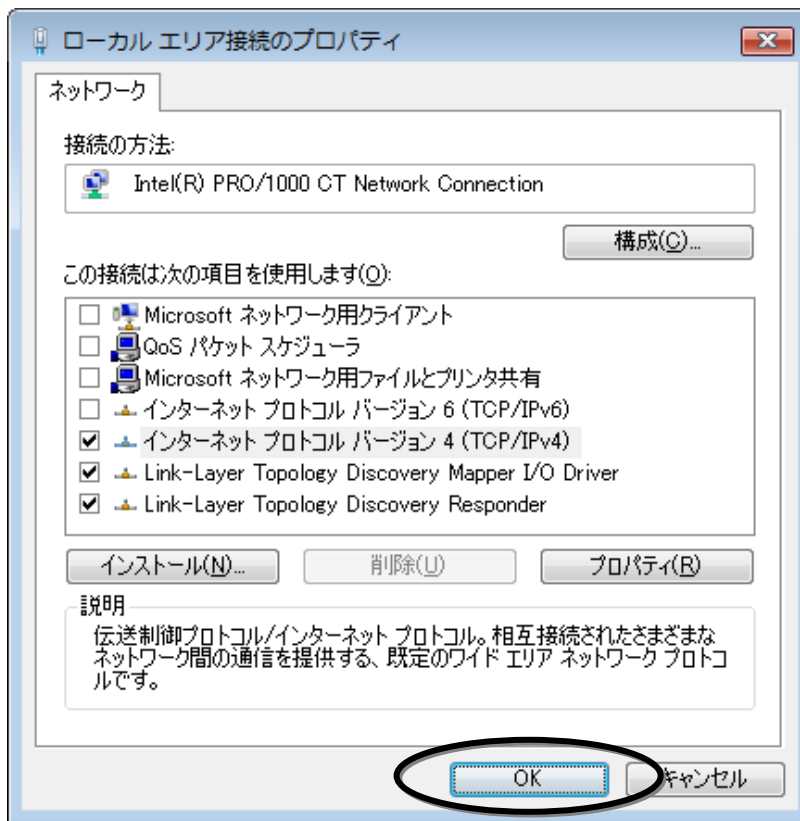 ローカル エリア接続のプロパティ
ネットワーク
接続の方法:
Intel(R) PRO/1000 CT Network Connection
構成(C)...
この接続は次の項目を使用します(O):
Microsoft ネットワーク用クライアント
QoS パケット スケジューラ
Microsoft ネットワーク用ファイルとプリンタ共有
インターネット プロトコル バージョン 6 (TCP/IPv6)
インターネット プロトコル バージョン 4 (TCP/IPv4)
Link-Layer Topology Discovery Mapper I/O Driver
Link-Layer Topology Discovery Responder
インストール(N)...
削除(U)
プロパティ(R)
説明
伝送制御プロトコル/インターネット プロトコル。相互接続されたさまざまな
ネットワーク間の通信を提供する、既定のワイド エリア ネットワーク プロトコ
ルです。
OK
キャンセル